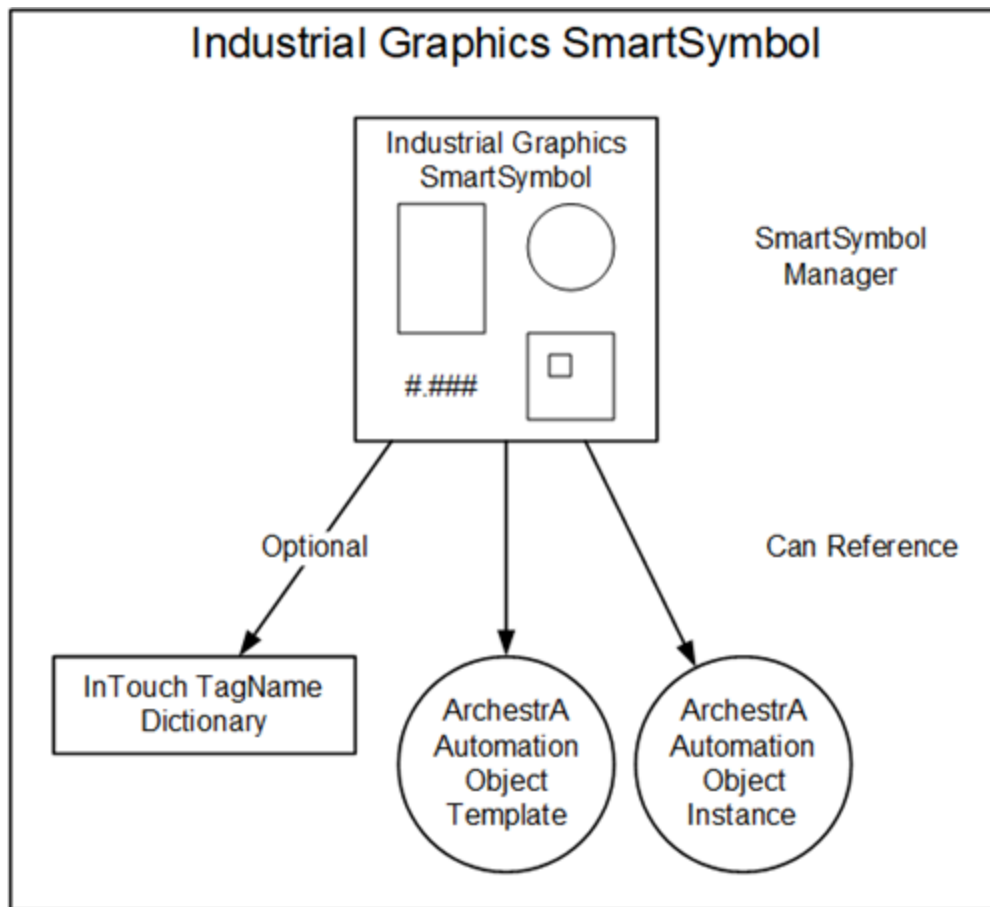 Industrial Graphics SmartSymbol
Industrial Graphics
SmartSymbol
SmartSymbol
Manager
#.###
Optional
Can Reference
InTouch TagName
Dictionary
ArchestrA
Automation
Object
Template
ArchestrA
Automation
Object
Instance